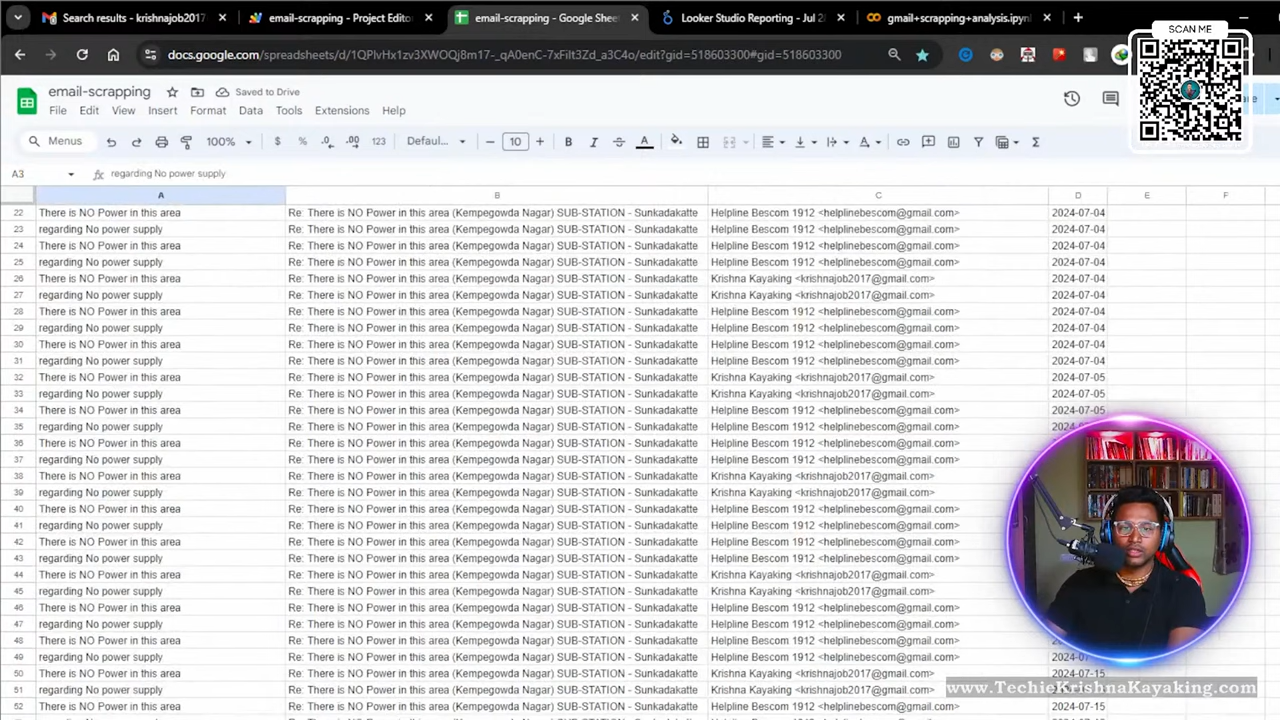 Search results - krishnajob2017
email-scrapping - Project Edito
email-scrapping - Google Shee
Looker Studio Reporting - Jul 2
gmail+scrapping+analysis.ipyn
SCAN ME
email-scrapping
Saved to Drive
File Edit View Insert Format Data Tools Extensions Help
Menus 100% $ % .0 .00 123 Defaul... 10 B I A
A3 regarding No power supply
A B C D E F
22 There is NO Power in this area Re: There is NO Power in this area (Kempegowda Nagar) SUB-STATION - Sunkadakatte Helpline Bescom 1912 <helplinebescom@gmail.com> 2024-07-04
23 regarding No power supply Re: There is NO Power in this area (Kempegowda Nagar) SUB-STATION - Sunkadakatte Helpline Bescom 1912 <helplinebescom@gmail.com> 2024-07-04
24 There is NO Power in this area Re: There is NO Power in this area (Kempegowda Nagar) SUB-STATION - Sunkadakatte Helpline Bescom 1912 <helplinebescom@gmail.com> 2024-07-04
25 regarding No power supply Re: There is NO Power in this area (Kempegowda Nagar) SUB-STATION - Sunkadakatte Helpline Bescom 1912 <helplinebescom@gmail.com> 2024-07-04
26 There is NO Power in this area Re: There is NO Power in this area (Kempegowda Nagar) SUB-STATION - Sunkadakatte Krishna Kayaking <krishnajob2017@gmail.com> 2024-07-04
27 regarding No power supply Re: There is NO Power in this area (Kempegowda Nagar) SUB-STATION - Sunkadakatte Krishna Kayaking <krishnajob2017@gmail.com> 2024-07-04
28 There is NO Power in this area Re: There is NO Power in this area (Kempegowda Nagar) SUB-STATION - Sunkadakatte Helpline Bescom 1912 <helplinebescom@gmail.com> 2024-07-04
29 regarding No power supply Re: There is NO Power in this area (Kempegowda Nagar) SUB-STATION - Sunkadakatte Helpline Bescom 1912 <helplinebescom@gmail.com> 2024-07-04
30 There is NO Power in this area Re: There is NO Power in this area (Kempegowda Nagar) SUB-STATION - Sunkadakatte Helpline Bescom 1912 <helplinebescom@gmail.com> 2024-07-04
31 regarding No power supply Re: There is NO Power in this area (Kempegowda Nagar) SUB-STATION - Sunkadakatte Helpline Bescom 1912 <helplinebescom@gmail.com> 2024-07-04
32 There is NO Power in this area Re: There is NO Power in this area (Kempegowda Nagar) SUB-STATION - Sunkadakatte Krishna Kayaking <krishnajob2017@gmail.com> 2024-07-05
33 regarding No power supply Re: There is NO Power in this area (Kempegowda Nagar) SUB-STATION - Sunkadakatte Krishna Kayaking <krishnajob2017@gmail.com> 2024-07-05
34 There is NO Power in this area Re: There is NO Power in this area (Kempegowda Nagar) SUB-STATION - Sunkadakatte Helpline Bescom 1912 <helplinebescom@gmail.com> 2024-07-05
35 regarding No power supply Re: There is NO Power in this area (Kempegowda Nagar) SUB-STATION - Sunkadakatte Helpline Bescom 1912 <helplinebescom@gmail.com>
36 There is NO Power in this area Re: There is NO Power in this area (Kempegowda Nagar) SUB-STATION - Sunkadakatte Helpline Bescom 1912 <helplinebescom@gmail.com>
37 regarding No power supply Re: There is NO Power in this area (Kempegowda Nagar) SUB-STATION - Sunkadakatte Helpline Bescom 1912 <helplinebescom@gmail.com>
38 There is NO Power in this area Re: There is NO Power in this area (Kempegowda Nagar) SUB-STATION - Sunkadakatte Krishna Kayaking <krishnajob2017@gmail.com>
39 regarding No power supply Re: There is NO Power in this area (Kempegowda Nagar) SUB-STATION - Sunkadakatte Krishna Kayaking <krishnajob2017@gmail.com>
40 There is NO Power in this area Re: There is NO Power in this area (Kempegowda Nagar) SUB-STATION - Sunkadakatte Helpline Bescom 1912 <helplinebescom@gmail.com>
41 regarding No power supply Re: There is NO Power in this area (Kempegowda Nagar) SUB-STATION - Sunkadakatte Helpline Bescom 1912 <helplinebescom@gmail.com>
42 There is NO Power in this area Re: There is NO Power in this area (Kempegowda Nagar) SUB-STATION - Sunkadakatte Helpline Bescom 1912 <helplinebescom@gmail.com>
43 regarding No power supply Re: There is NO Power in this area (Kempegowda Nagar) SUB-STATION - Sunkadakatte Helpline Bescom 1912 <helplinebescom@gmail.com>
44 There is NO Power in this area Re: There is NO Power in this area (Kempegowda Nagar) SUB-STATION - Sunkadakatte Krishna Kayaking <krishnajob2017@gmail.com>
45 regarding No power supply Re: There is NO Power in this area (Kempegowda Nagar) SUB-STATION - Sunkadakatte Krishna Kayaking <krishnajob2017@gmail.com>
46 There is NO Power in this area Re: There is NO Power in this area (Kempegowda Nagar) SUB-STATION - Sunkadakatte Helpline Bescom 1912 <helplinebescom@gmail.com>
47 regarding No power supply Re: There is NO Power in this area (Kempegowda Nagar) SUB-STATION - Sunkadakatte Helpline Bescom 1912 <helplinebescom@gmail.com>
48 There is NO Power in this area Re: There is NO Power in this area (Kempegowda Nagar) SUB-STATION - Sunkadakatte Helpline Bescom 1912 <helplinebescom@gmail.com>
49 regarding No power supply Re: There is NO Power in this area (Kempegowda Nagar) SUB-STATION - Sunkadakatte Helpline Bescom 1912 <helplinebescom@gmail.com> 2024-07
50 There is NO Power in this area Re: There is NO Power in this area (Kempegowda Nagar) SUB-STATION - Sunkadakatte Krishna Kayaking <krishnajob2017@gmail.com> 2024-07-15
51 regarding No power supply Re: There is NO Power in this area (Kempegowda Nagar) SUB-STATION - Sunkadakatte Krishna Kayaking <krishnajob2017@gmail.com>
52 There is NO Power in this area Re: There is NO Power in this area (Kempegowda Nagar) SUB-STATION - Sunkadakatte Helpline Bescom 1912 <helplinebescom@gmail.com> 2024-07-15
www.TechieKrishnaKayaking.com